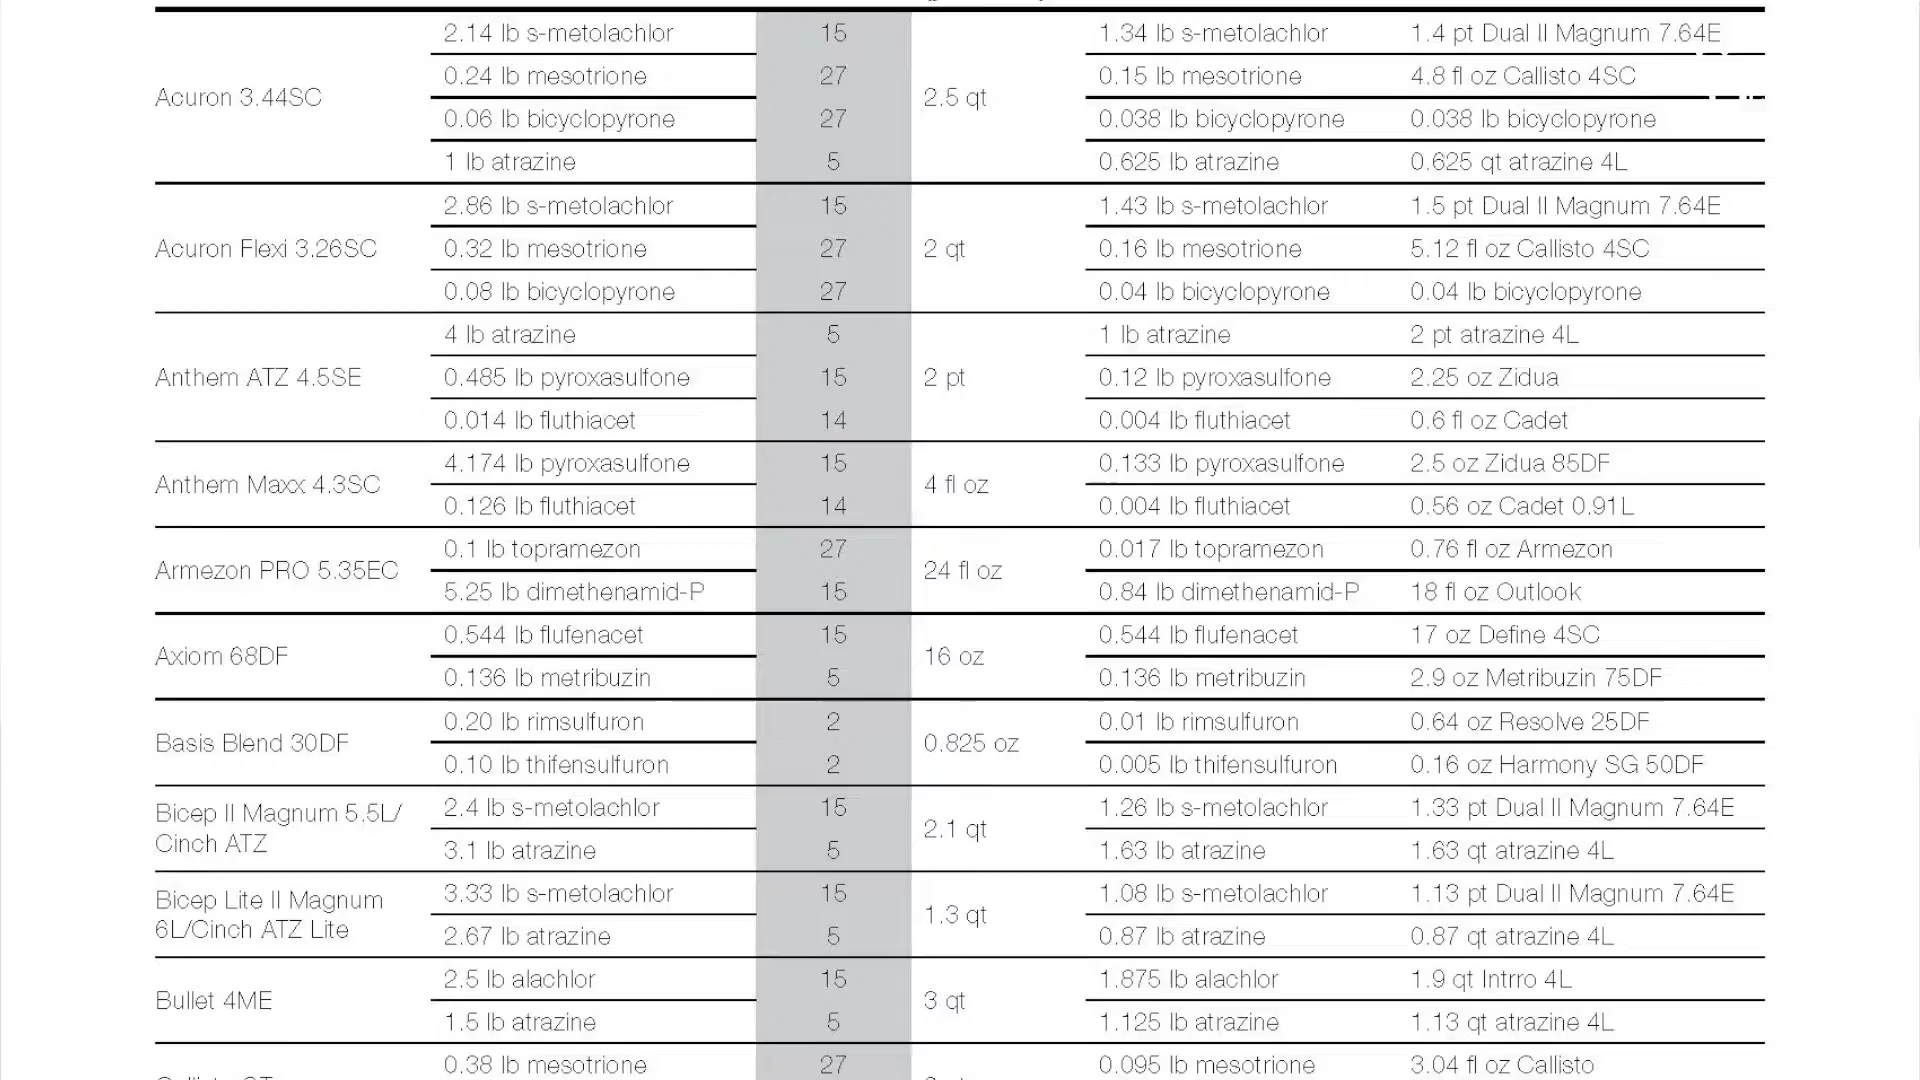 2.14 lb s-metolachlor 15 1.34 lb s-metolachlor 1.4 pt Dual II Magnum 7.64E
0.24 lb mesotrione 27 0.15 lb mesotrione 4.8 fl oz Callisto 4SC
Acuron 3.44SC 2.5 qt
0.06 lb bicyclopyrone 27 0.038 lb bicyclopyrone 0.038 lb bicyclopyrone
1 lb atrazine 5 0.625 lb atrazine 0.625 qt atrazine 4L
2.86 lb s-metolachlor 15 1.43 lb s-metolachlor 1.5 pt Dual II Magnum 7.64E
Acuron Flexi 3.26SC 0.32 lb mesotrione 27 2 qt 0.16 lb mesotrione 5.12 fl oz Callisto 4SC
0.08 lb bicyclopyrone 27 0.04 lb bicyclopyrone 0.04 lb bicyclopyrone
4 lb atrazine 5 1 lb atrazine 2 pt atrazine 4L
Anthem ATZ 4.5SE 0.485 lb pyroxasulfone 15 2 pt 0.12 lb pyroxasulfone 2.25 oz Zidua
0.014 lb fluthiacet 14 0.004 lb fluthiacet 0.6 fl oz Cadet
4.174 lb pyroxasulfone 15 0.133 lb pyroxasulfone 2.5 oz Zidua 85DF
Anthem Maxx 4.3SC 4 fl oz
0.126 lb fluthiacet 14 0.004 lb fluthiacet 0.56 oz Cadet 0.91L
0.1 lb topramezon 27 0.017 lb topramezon 0.76 fl oz Armezon
Armezon PRO 5.35EC 24 fl oz
5.25 lb dimethenamid-P 15 0.84 lb dimethenamid-P 18 fl oz Outlook
0.544 lb flufenacet 15 0.544 lb flufenacet 17 oz Define 4SC
Axiom 68DF 16 oz
0.136 lb metribuzin 5 0.136 lb metribuzin 2.9 oz Metribuzin 75DF
0.20 lb rimsulfuron 2 0.01 lb rimsulfuron 0.64 oz Resolve 25DF
Basis Blend 30DF 0.825 oz
0.10 lb thifensulfuron 2 0.005 lb thifensulfuron 0.16 oz Harmony SG 50DF
2.4 lb s-metolachlor 15 1.26 lb s-metolachlor 1.33 pt Dual II Magnum 7.64E
Bicep II Magnum 5.5L/
2.1 qt
Cinch ATZ
3.1 lb atrazine 5 1.63 lb atrazine 1.63 qt atrazine 4L
3.33 lb s-metolachlor 15 1.08 lb s-metolachlor 1.13 pt Dual II Magnum 7.64E
Bicep Lite II Magnum
1.3 qt
6L/Cinch ATZ Lite
2.67 lb atrazine 5 0.87 lb atrazine 0.87 qt atrazine 4L
2.5 lb alachlor 15 1.875 lb alachlor 1.9 qt Intrro 4L
Bullet 4ME 3 qt
1.5 lb atrazine 5 1.125 lb atrazine 1.13 qt atrazine 4L
0.38 lb mesotrione 27 0.095 lb mesotrione 3.04 fl oz Callisto